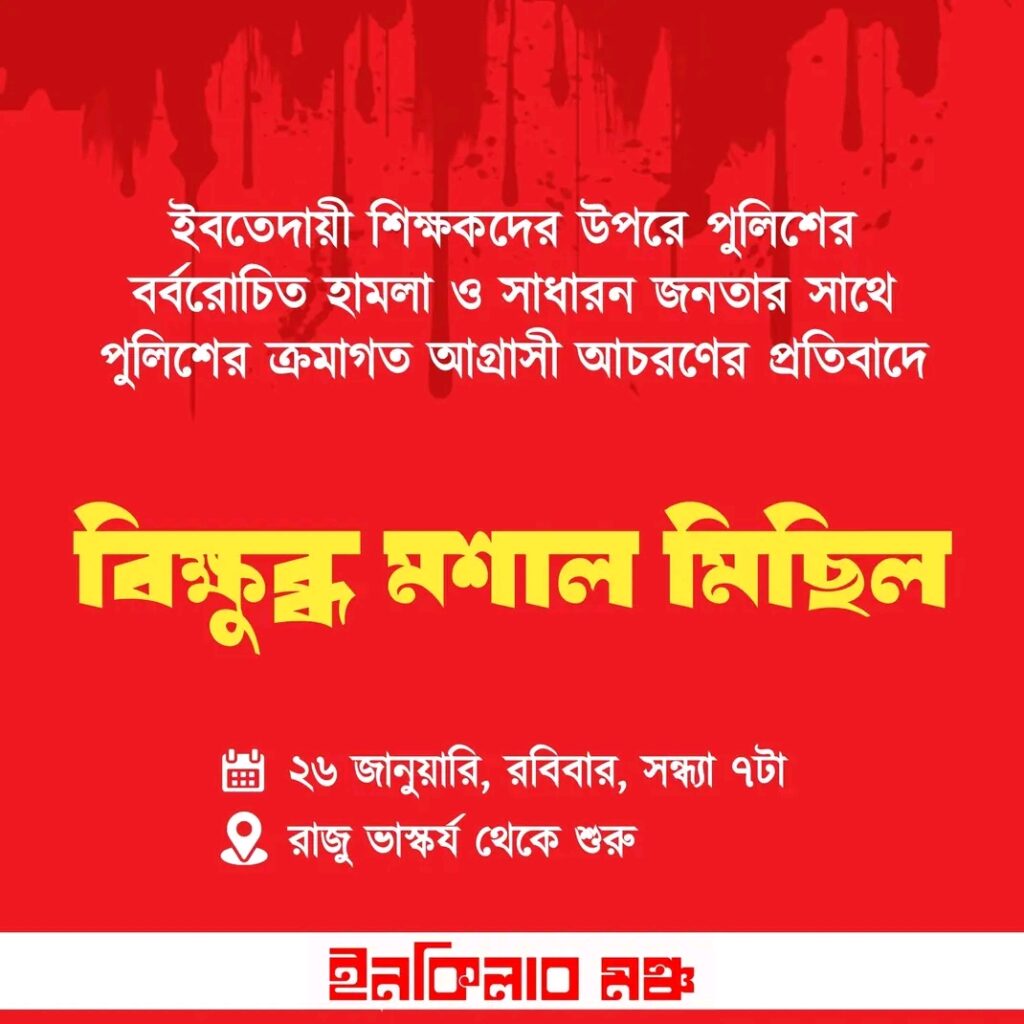 ইবতেদায়ী শিক্ষকদের উপরে পুলিশের
বর্বরোচিত হামলা ও সাধারন জনতার সাথে
পুলিশের ক্রমাগত আগ্রাসী আচরণের প্রতিবাদে
বিক্ষুব্ধ মশাল মিছিল
২৬ জানুয়ারি, রবিবার, সন্ধ্যা ৭টা
রাজু ভাস্কর্য থেকে শুরু
ইনকিলাব মঞ্চ